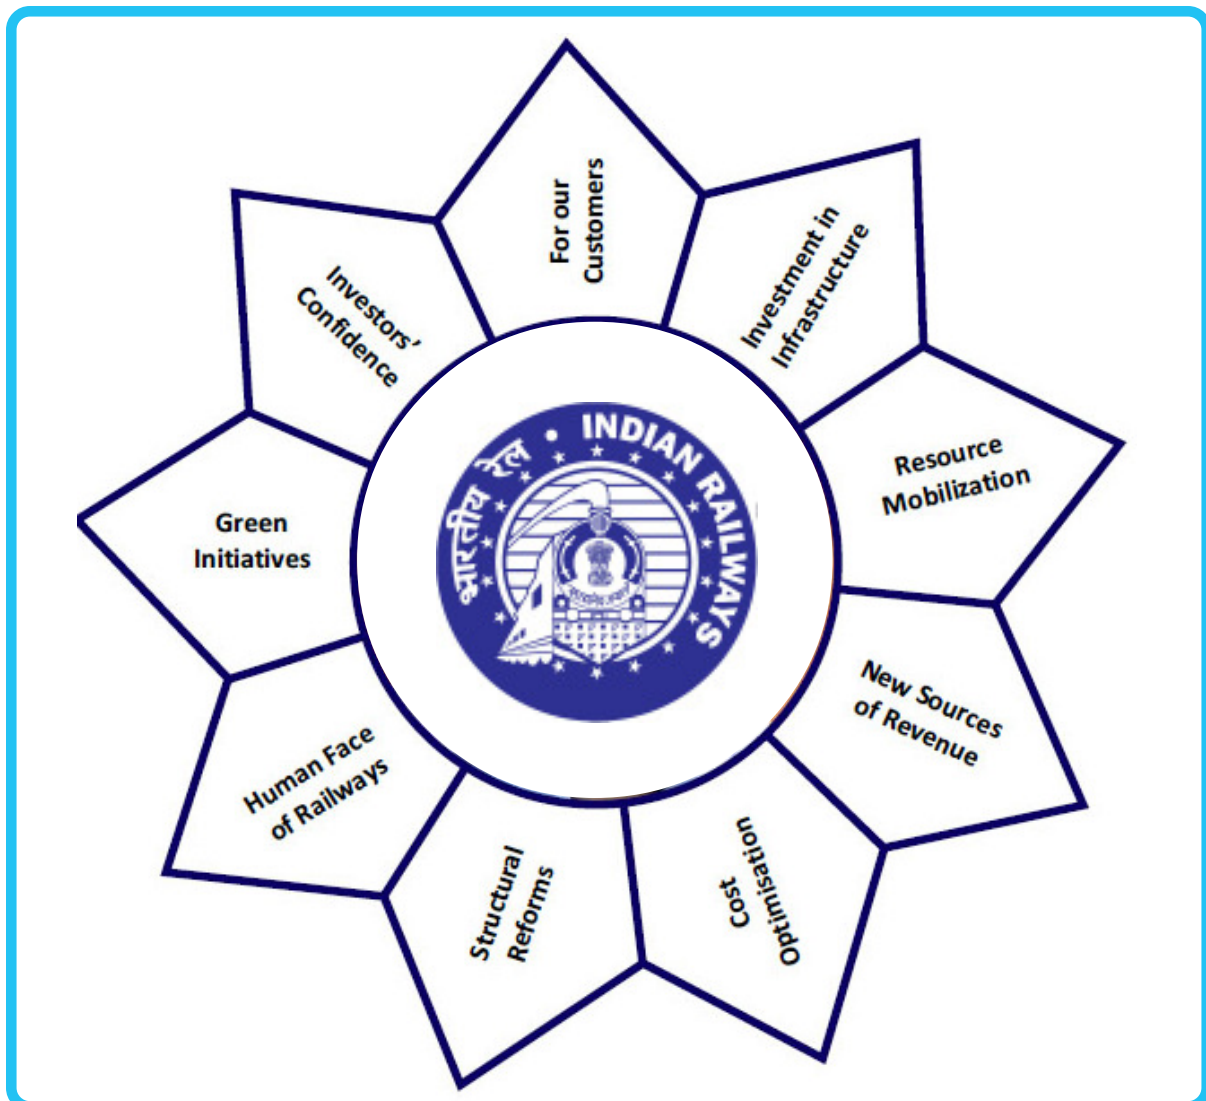 For our
Customers
Investment in
Infrastructure
Resource
Mobilization
New Sources
of Revenue
Cost
Optimisation
Structural
Reforms
Human Face
of Railways
Green
Initiatives
Investors’
Confidence
भारतीय रेल • INDIAN RAILWAYS